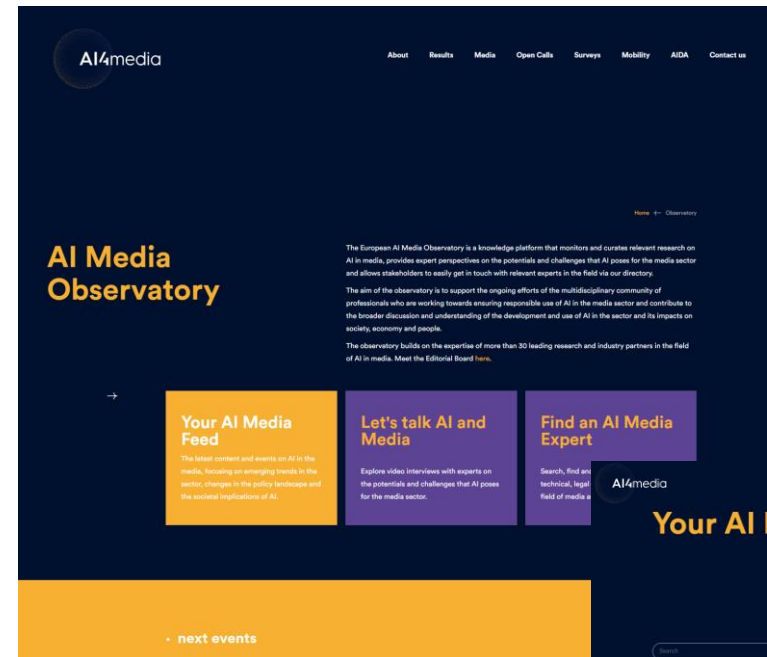 AI4media
About Results Media Open Calls Surveys Mobility AIDA Contact us
Home ← Observatory
AI Media
Observatory
The European AI Media Observatory is a knowledge platform that monitors and curates relevant research on
AI in media, provides expert perspectives on the potentials and challenges that AI poses for the media sector
and allows stakeholders to easily get in touch with relevant experts in the field via our directory.
The aim of the observatory is to support the ongoing efforts of the multidisciplinary community of
professionals who are working towards ensuring responsible use of AI in the media sector and contribute to
the broader discussion and understanding of the development and use of AI in the sector and its impacts on
society, economy and people.
The observatory builds on the expertise of more than 30 leading research and industry partners in the field
of AI in media. Meet the Editorial Board here.
→
Your AI Media
Feed
The latest content and events on AI in the
media, focusing on emerging trends in the
sector, changes in the policy landscape and
the societal implications of AI.
Let's talk AI and
Media
Explore video interviews with experts on
the potentials and challenges that AI poses
for the media sector.
Find an AI Media
Expert
Search, find and
technical, legal
field of media a
AI4media
Your AI
Search
• next events